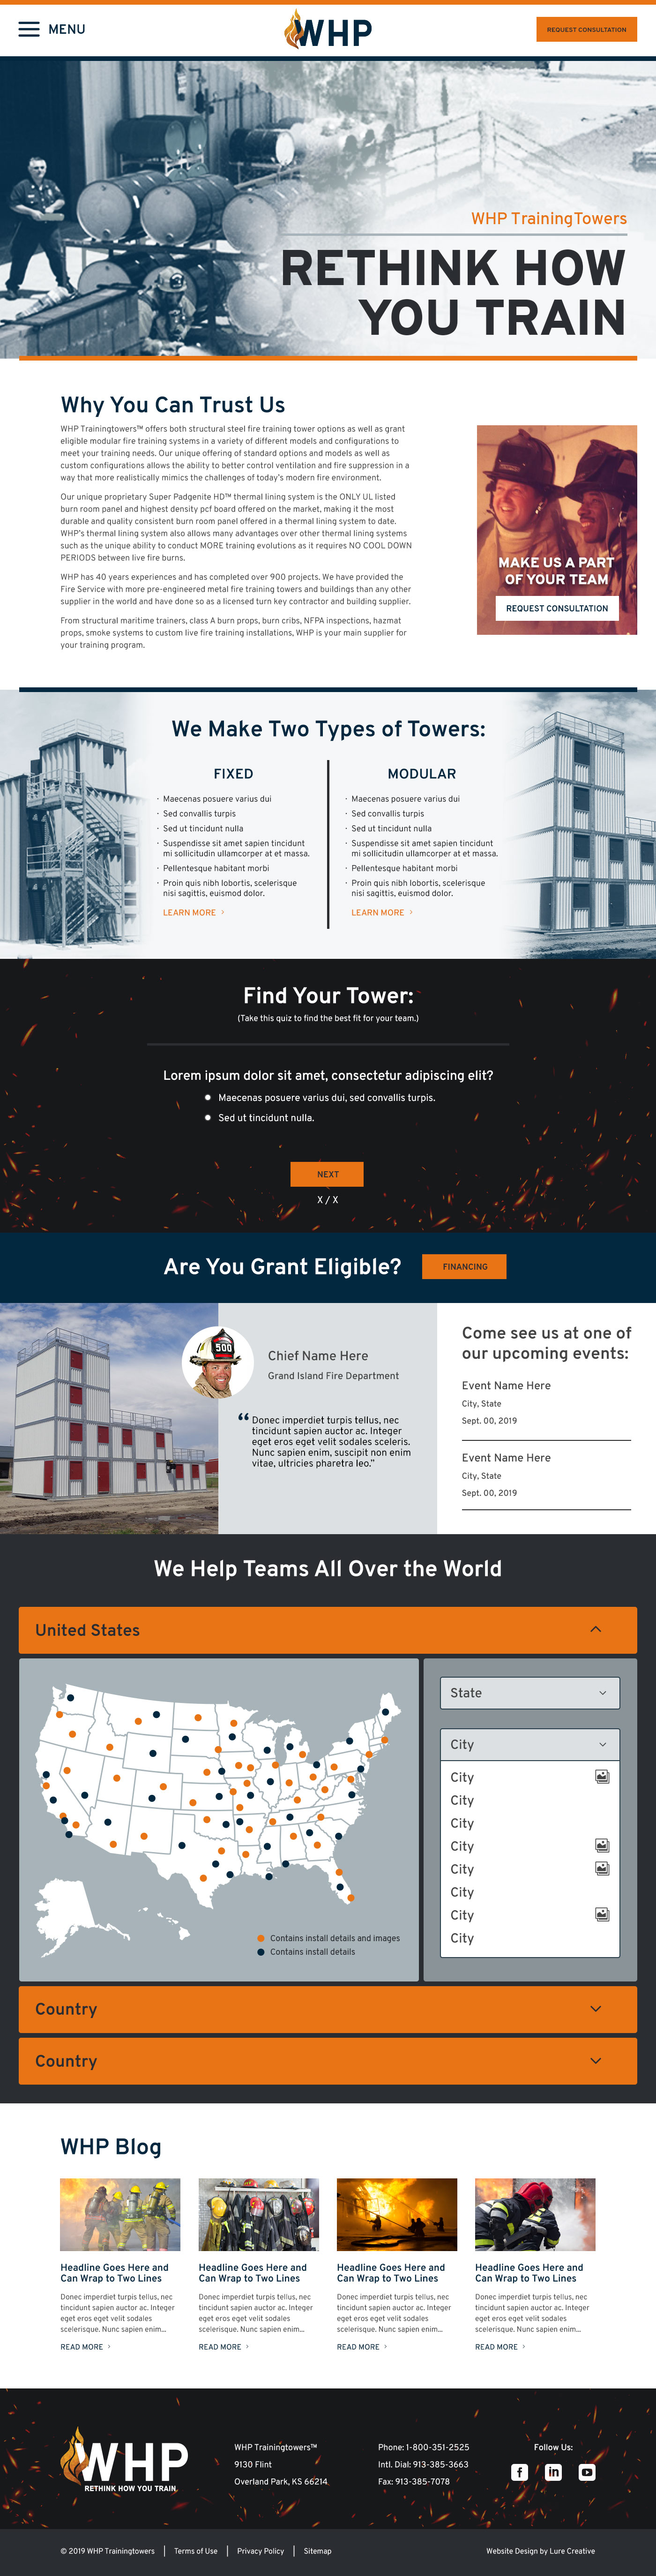 MENU
WHP
REQUEST CONSULTATION
WHP TrainingTowers
RETHINK HOW
YOU TRAIN
Why You Can Trust Us
WHP Trainingtowers™ offers both structural steel fire training tower options as well as grant
eligible modular fire training systems in a variety of different models and configurations to
meet your training needs. Our unique offering of standard options and models as well as
custom configurations allows the ability to better control ventilation and fire suppression in a
way that more realistically mimics the challenges of today's modern fire environment.
Our unique proprietary Super Padgenite HD™ thermal lining system is the ONLY UL listed
burn room panel and highest density pcf board offered on the market, making it the most
durable and quality consistent burn room panel offered in a thermal lining system to date.
WHP's thermal lining system also allows many advantages over other thermal lining systems
such as the unique ability to conduct MORE training evolutions as it requires NO COOL DOWN
PERIODS between live fire burns.
WHP has 40 years experiences and has completed over 900 projects. We have provided the
Fire Service with more pre-engineered metal fire training towers and buildings than any other
supplier in the world and have done so as a licensed turn key contractor and building supplier.
From structural maritime trainers, class A burn props, burn cribs, NFPA inspections, hazmat
props, smoke systems to custom live fire training installations, WHP is your main supplier for
your training program.
MAKE US A PART
OF YOUR TEAM
REQUEST CONSULTATION
We Make Two Types of Towers:
FIXED
· Maecenas posuere varius dui
· Sed convallis turpis
· Sed ut tincidunt nulla
· Suspendisse sit amet sapien tincidunt
mi sollicitudin ullamcorper at et massa.
· Pellentesque habitant morbi
· Proin quis nibh lobortis, scelerisque
nisi sagittis, euismod dolor.
LEARN MORE >
MODULAR
· Maecenas posuere varius dui
· Sed convallis turpis
· Sed ut tincidunt nulla
· Suspendisse sit amet sapien tincidunt
mi sollicitudin ullamcorper at et massa.
· Pellentesque habitant morbi
· Proin quis nibh lobortis, scelerisque
nisi sagittis, euismod dolor.
LEARN MORE >
Find Your Tower:
(Take this quiz to find the best fit for your team.)
Lorem ipsum dolor sit amet, consectetur adipiscing elit?
Maecenas posuere varius dui, sed convallis turpis.
Sed ut tincidunt nulla.
NEXT
X / X
Are You Grant Eligible?
FINANCING
500
Chief Name Here
Grand Island Fire Department
“ Donec imperdiet turpis tellus, nec
tincidunt sapien auctor ac. Integer
eget eros eget velit sodales sceleris.
Nunc sapien enim, suscipit non enim
vitae, ultricies pharetra leo.”
Come see us at one of
our upcoming events:
Event Name Here
City, State
Sept. 00, 2019
Event Name Here
City, State
Sept. 00, 2019
We Help Teams All Over the World
United States
Contains install details and images
Contains install details
State
City
City
City
City
City
City
City
City
City
Country
Country
WHP Blog
Headline Goes Here and
Can Wrap to Two Lines
Donec imperdiet turpis tellus, nec
tincidunt sapien auctor ac. Integer
eget eros eget velit sodales
scelerisque. Nunc sapien enim...
READ MORE >
Headline Goes Here and
Can Wrap to Two Lines
Donec imperdiet turpis tellus, nec
tincidunt sapien auctor ac. Integer
eget eros eget velit sodales
scelerisque. Nunc sapien enim...
READ MORE >
Headline Goes Here and
Can Wrap to Two Lines
Donec imperdiet turpis tellus, nec
tincidunt sapien auctor ac. Integer
eget eros eget velit sodales
scelerisque. Nunc sapien enim...
READ MORE >
Headline Goes Here and
Can Wrap to Two Lines
Donec imperdiet turpis tellus, nec
tincidunt sapien auctor ac. Integer
eget eros eget velit sodales
scelerisque. Nunc sapien enim...
READ MORE >
WHP
RETHINK HOW YOU TRAIN
WHP Trainingtowers™
9130 Flint
Overland Park, KS 66214
Phone: 1-800-351-2525
Intl. Dial: 913-385-3663
Fax: 913-385-7078
Follow Us:
© 2019 WHP Trainingtowers | Terms of Use | Privacy Policy | Sitemap
Website Design by Lure Creative